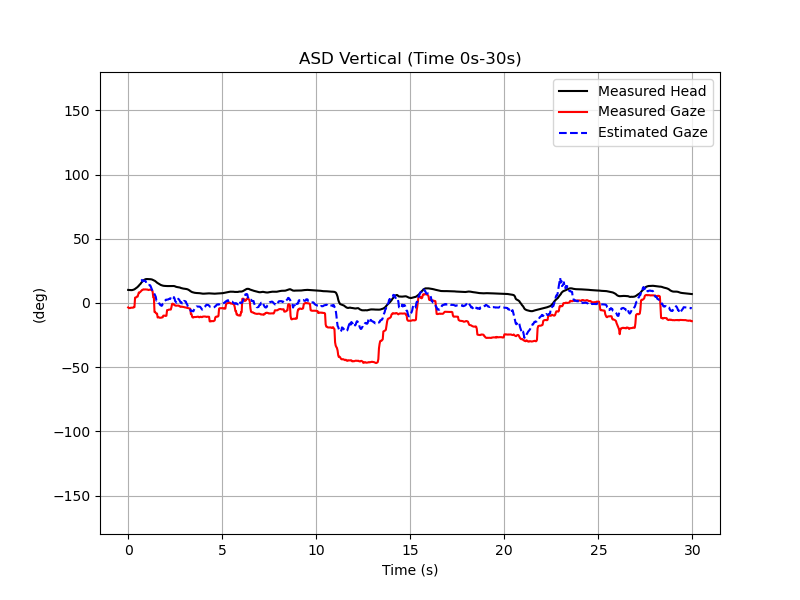 ASD Vertical (Time 0s-30s)
Measured Head
Measured Gaze
Estimated Gaze
150
100
50
0
−50
−100
−150
(deg)
0 5 10 15 20 25 30
Time (s)